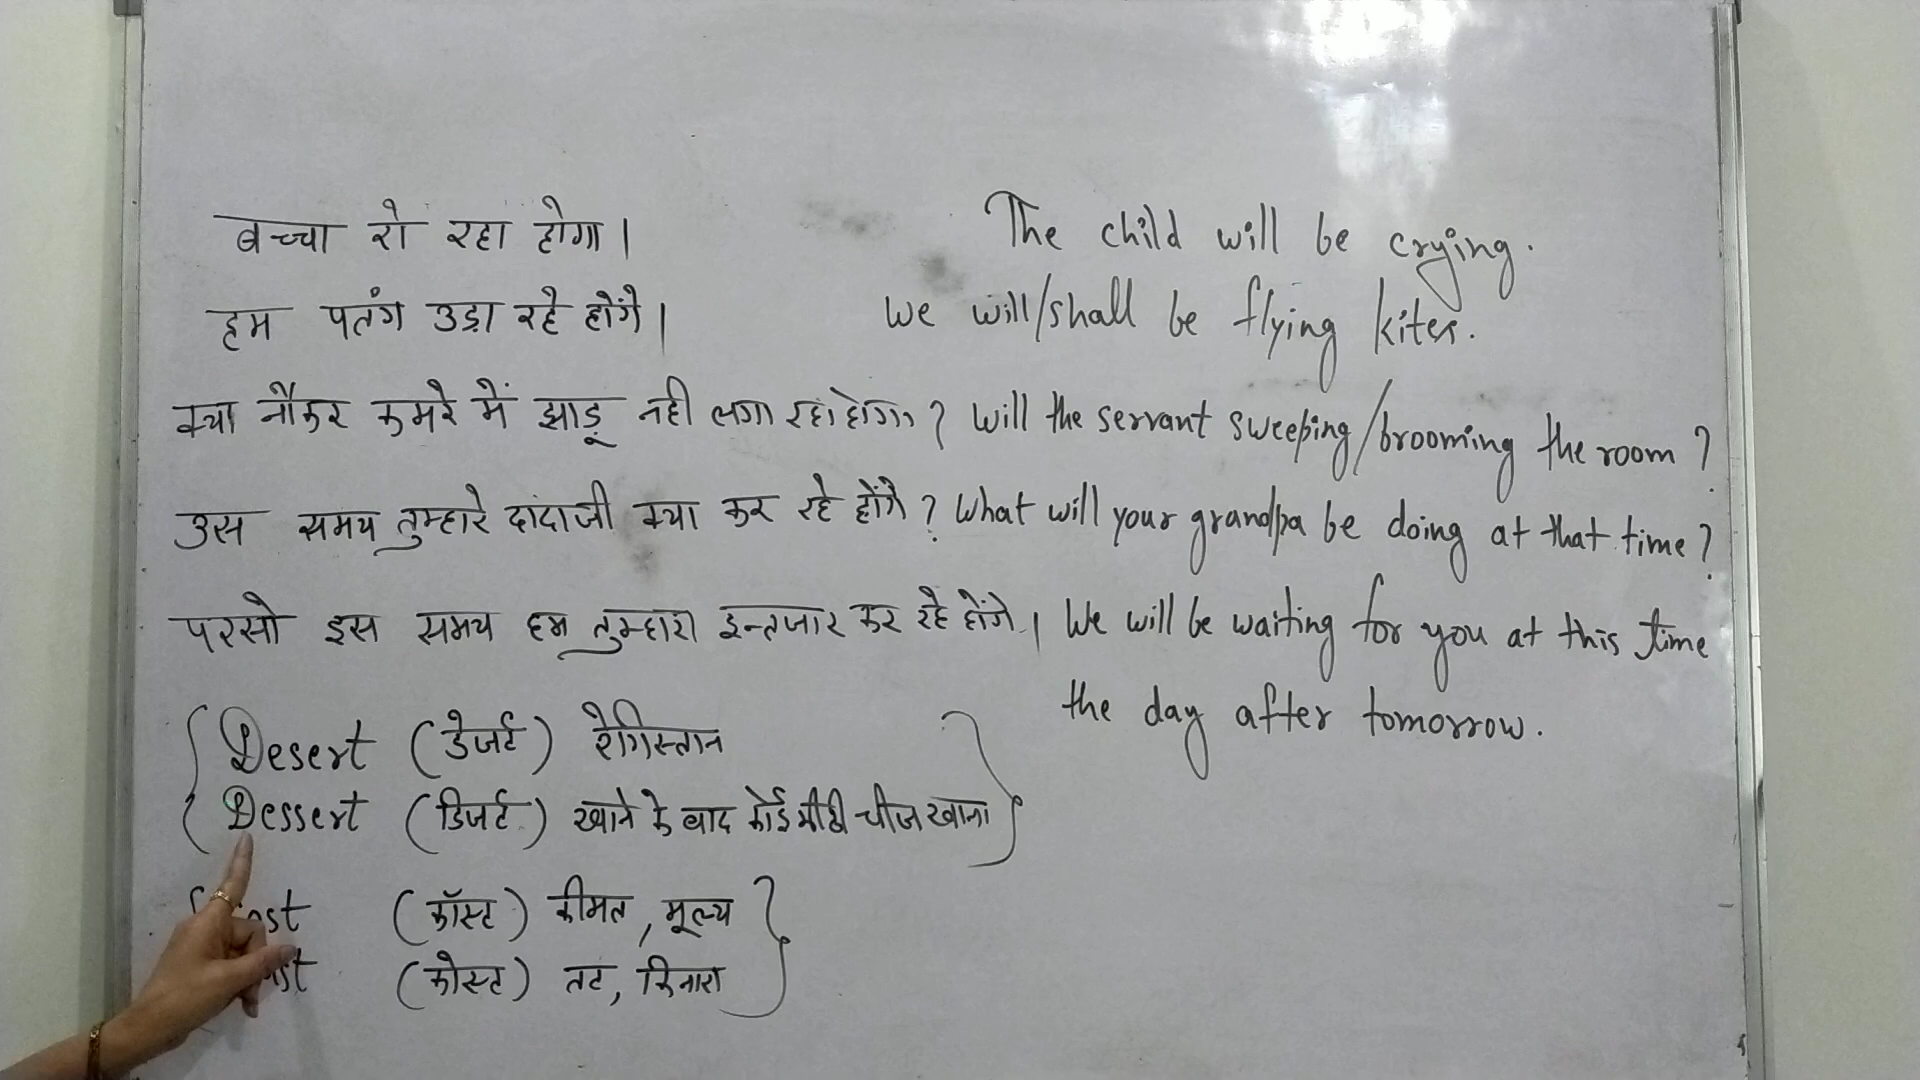 बच्चा रो रहा होगा। The child will be crying.
हम पतंग उड़ा रहे होंगे। We will/shall be flying kites.
क्या नौकर कमरे में झाडू नही लगा रहा होगा? Will the servant sweeping/brooming the room?
उस समय तुम्हारे दादाजी क्या कर रहे होंगे? What will your grandpa be doing at that time?
परसो इस समय हम तुम्हारा इन्तजार कर रहे होंगे। We will be waiting for you at this time
the day after tomorrow.
Desert (डेजर्ट) रेगिस्तान
Dessert (डिजर्ट) खाने के बाद कोई मीठी चीज खाना
(कॉस्ट) कीमत, मूल्य
(कोस्ट) तट, किनारा